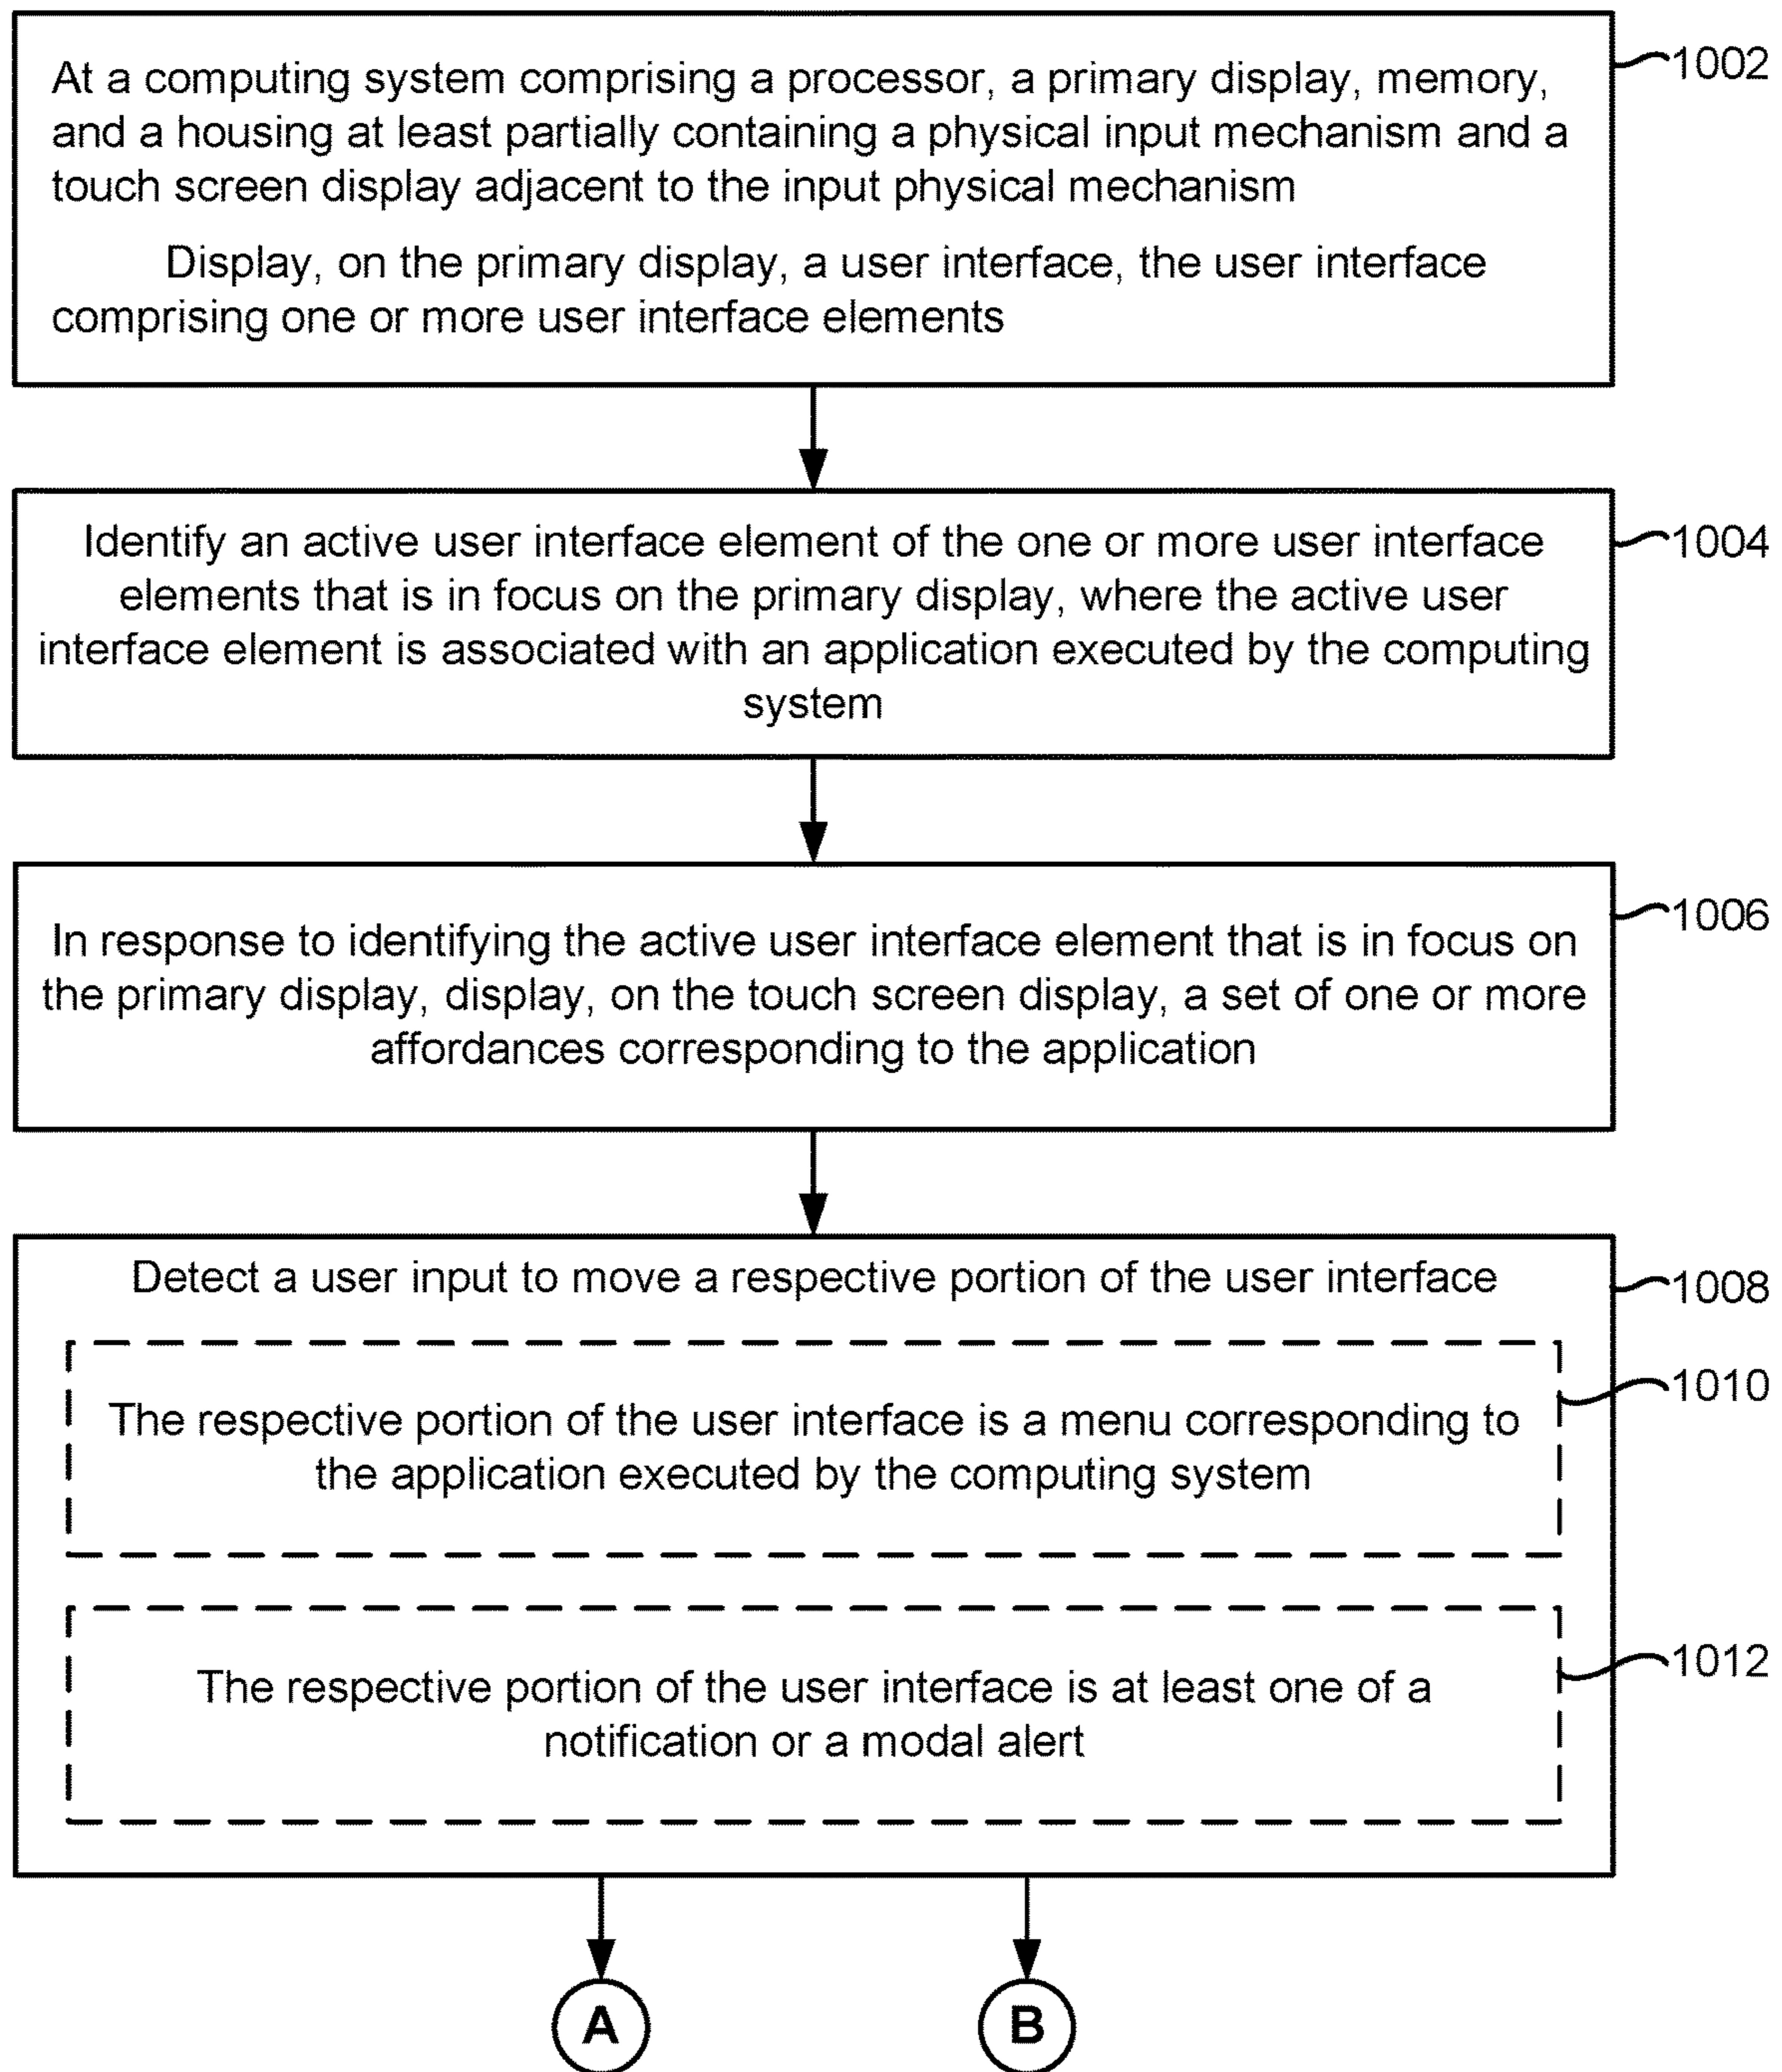 At a computing system comprising a processor, a primary display, memory,
and a housing at least partially containing a physical input mechanism and a
touch screen display adjacent to the input physical mechanism
Display, on the primary display, a user interface, the user interface
comprising one or more user interface elements
1002
Identify an active user interface element of the one or more user interface
elements that is in focus on the primary display, where the active user
interface element is associated with an application executed by the computing
system
1004
In response to identifying the active user interface element that is in focus on
the primary display, display, on the touch screen display, a set of one or more
affordances corresponding to the application
1006
Detect a user input to move a respective portion of the user interface
1008
The respective portion of the user interface is a menu corresponding to
the application executed by the computing system
1010
The respective portion of the user interface is at least one of a
notification or a modal alert
1012
A
B